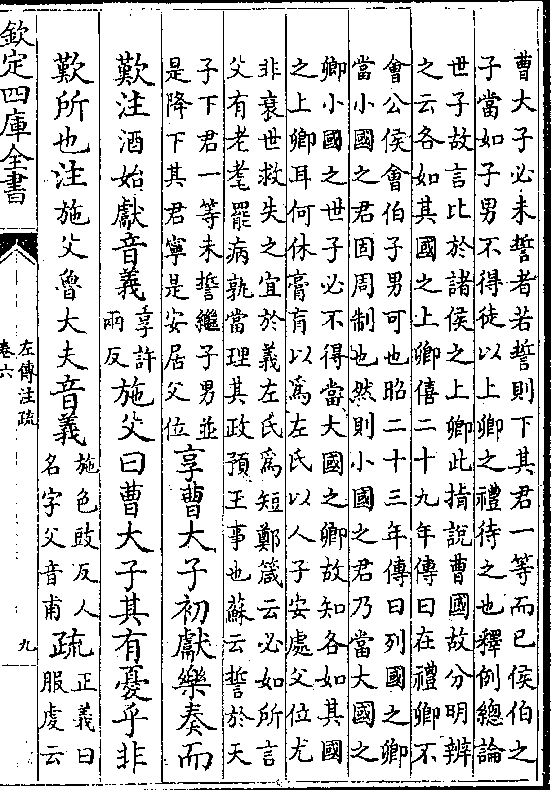 曹大子必未誓者若誓則下其君一等而已侯伯之
子當如子男不得徒以上卿之禮待之也釋例總論
世子故言比於諸侯之上卿此指說曹國故分明辨
之云各如其國之上卿僖二十九年傳曰在禮卿不
會公侯會伯子男可也昭二十三年傳曰列國之卿
當小國之君固周制也然則小國之君乃當大國之
卿小國之世子必不得當大國之卿故知各如其國
之上卿耳何休膏肓以爲左氏以人子安處父位尤
非衰世救失之宜於義左氏爲短鄭箴云必如所言
父有老耄罷病孰當理其政預王事也蘇云誓於天
子下君一等未誓繼子男並是降下其君寧是安居父位享曹大子初獻樂奏而
歎注酒始獻音義享許兩反施父曰曹大子其有憂乎非
歎所也注施父魯大夫音義施色豉反人名字父音甫疏正義曰服虔云
欽定四庫全書
左傳注疏
卷六
九